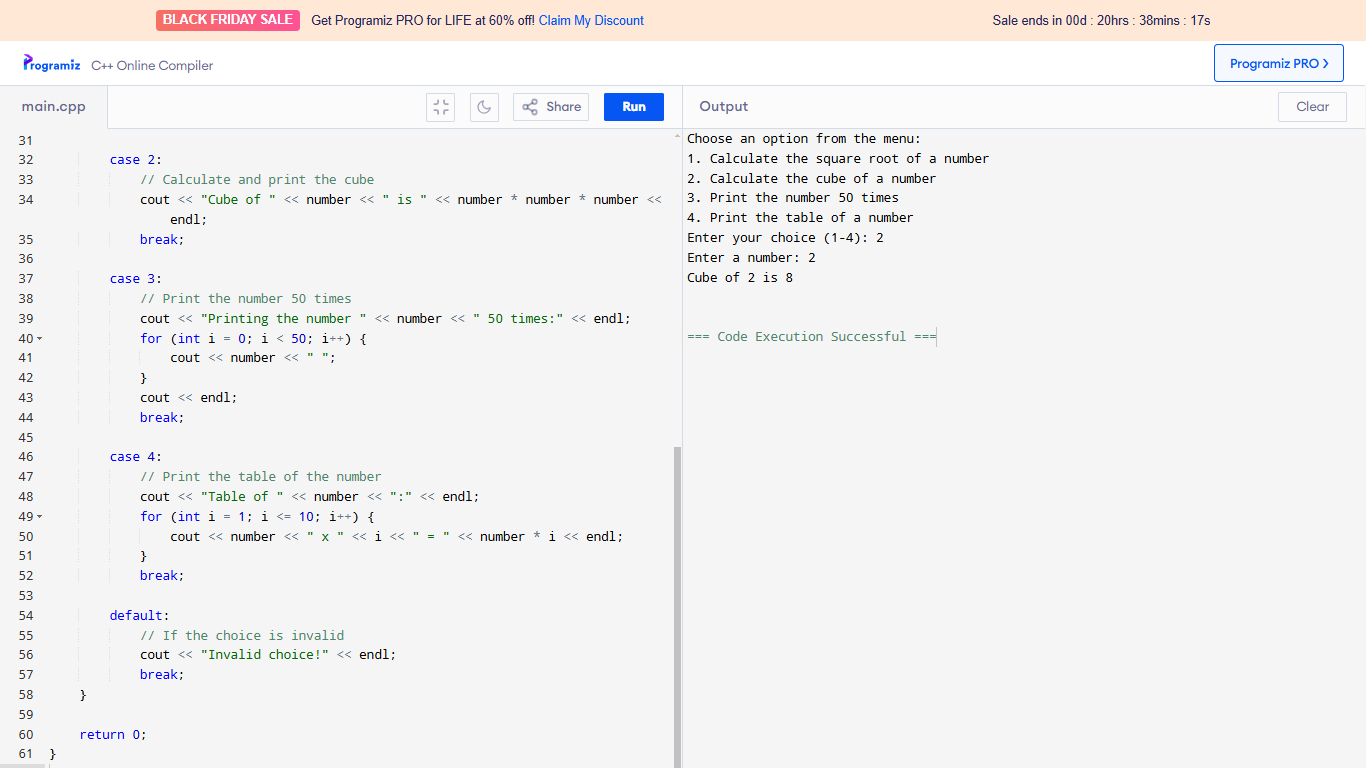 BLACK FRIDAY SALE Get Programiz PRO for LIFE at 60% off! Claim My Discount Sale ends in 00d : 20hrs : 38mins : 17s
Programiz C++ Online Compiler Programiz PRO >
main.cpp Share Run
31
32 case 2:
33 // Calculate and print the cube
34 cout << "Cube of " << number << " is " << number * number * number <<
endl;
35 break;
36
37 case 3:
38 // Print the number 50 times
39 cout << "Printing the number " << number << " 50 times:" << endl;
40 for (int i = 0; i < 50; i++) {
41 cout << number << " ";
42 }
43 cout << endl;
44 break;
45
46 case 4:
47 // Print the table of the number
48 cout << "Table of " << number << ":" << endl;
49 for (int i = 1; i <= 10; i++) {
50 cout << number << " x " << i << " = " << number * i << endl;
51 }
52 break;
53
54 default:
55 // If the choice is invalid
56 cout << "Invalid choice!" << endl;
57 break;
58 }
59
60 return 0;
61 }
Output Clear
Choose an option from the menu:
1. Calculate the square root of a number
2. Calculate the cube of a number
3. Print the number 50 times
4. Print the table of a number
Enter your choice (1-4): 2
Enter a number: 2
Cube of 2 is 8
=== Code Execution Successful ===